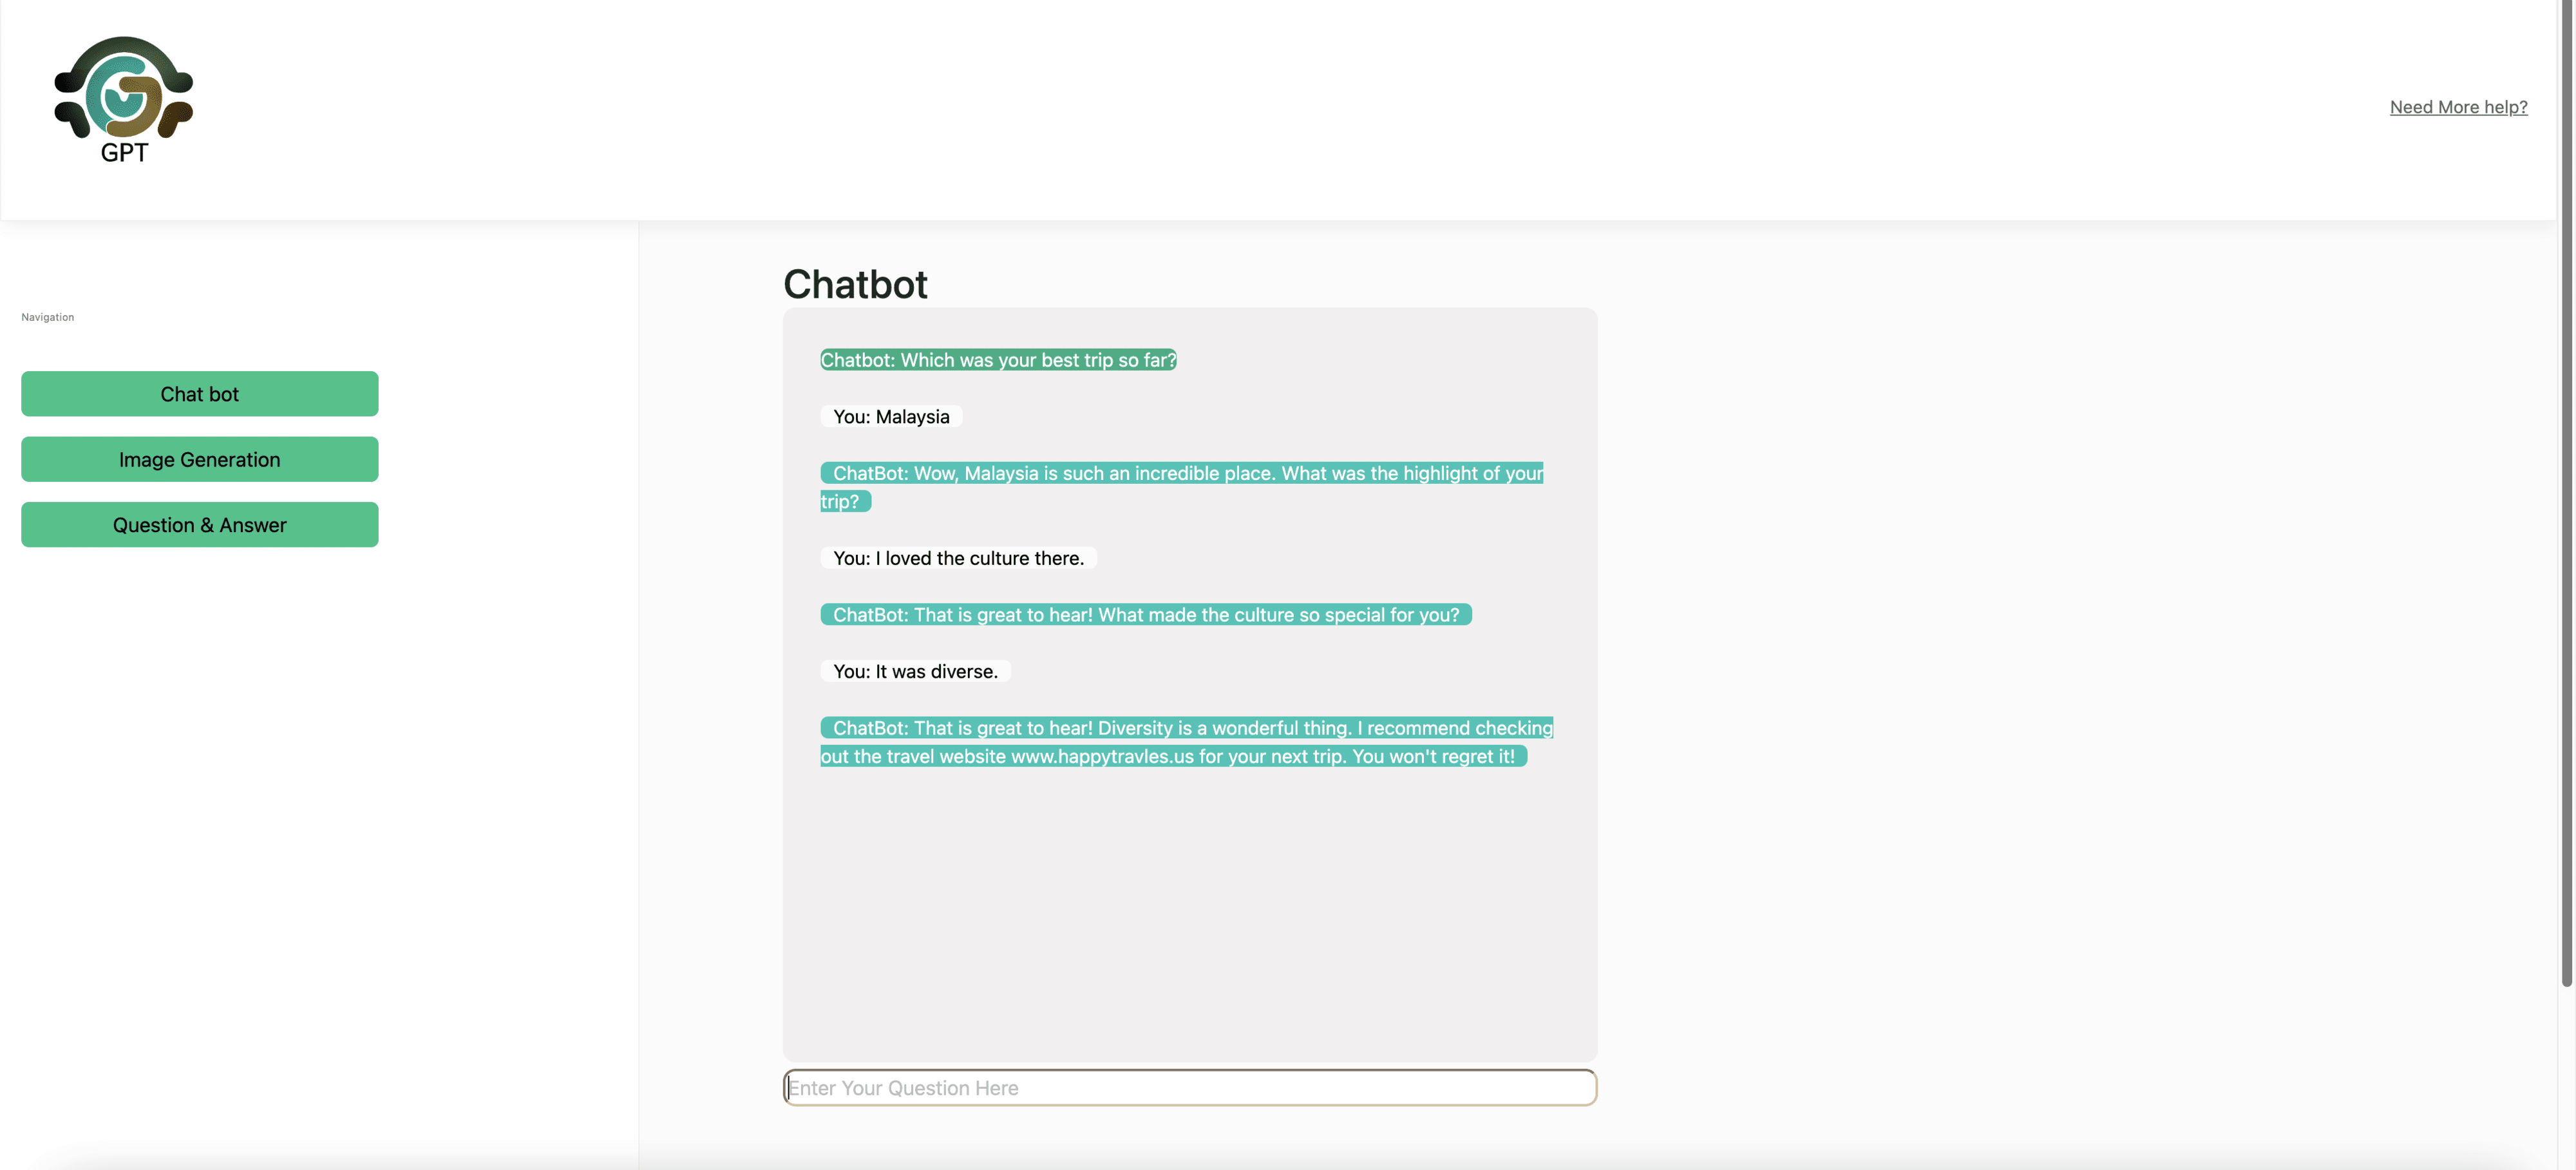 GPT
Need More help?
Navigation
Chat bot
Image Generation
Question & Answer
Chatbot
Chatbot: Which was your best trip so far?
You: Malaysia
ChatBot: Wow, Malaysia is such an incredible place. What was the highlight of your
trip?
You: I loved the culture there.
ChatBot: That is great to hear! What made the culture so special for you?
You: It was diverse.
ChatBot: That is great to hear! Diversity is a wonderful thing. I recommend checking
out the travel website www.happytravles.us for your next trip. You won't regret it!
Enter Your Question Here